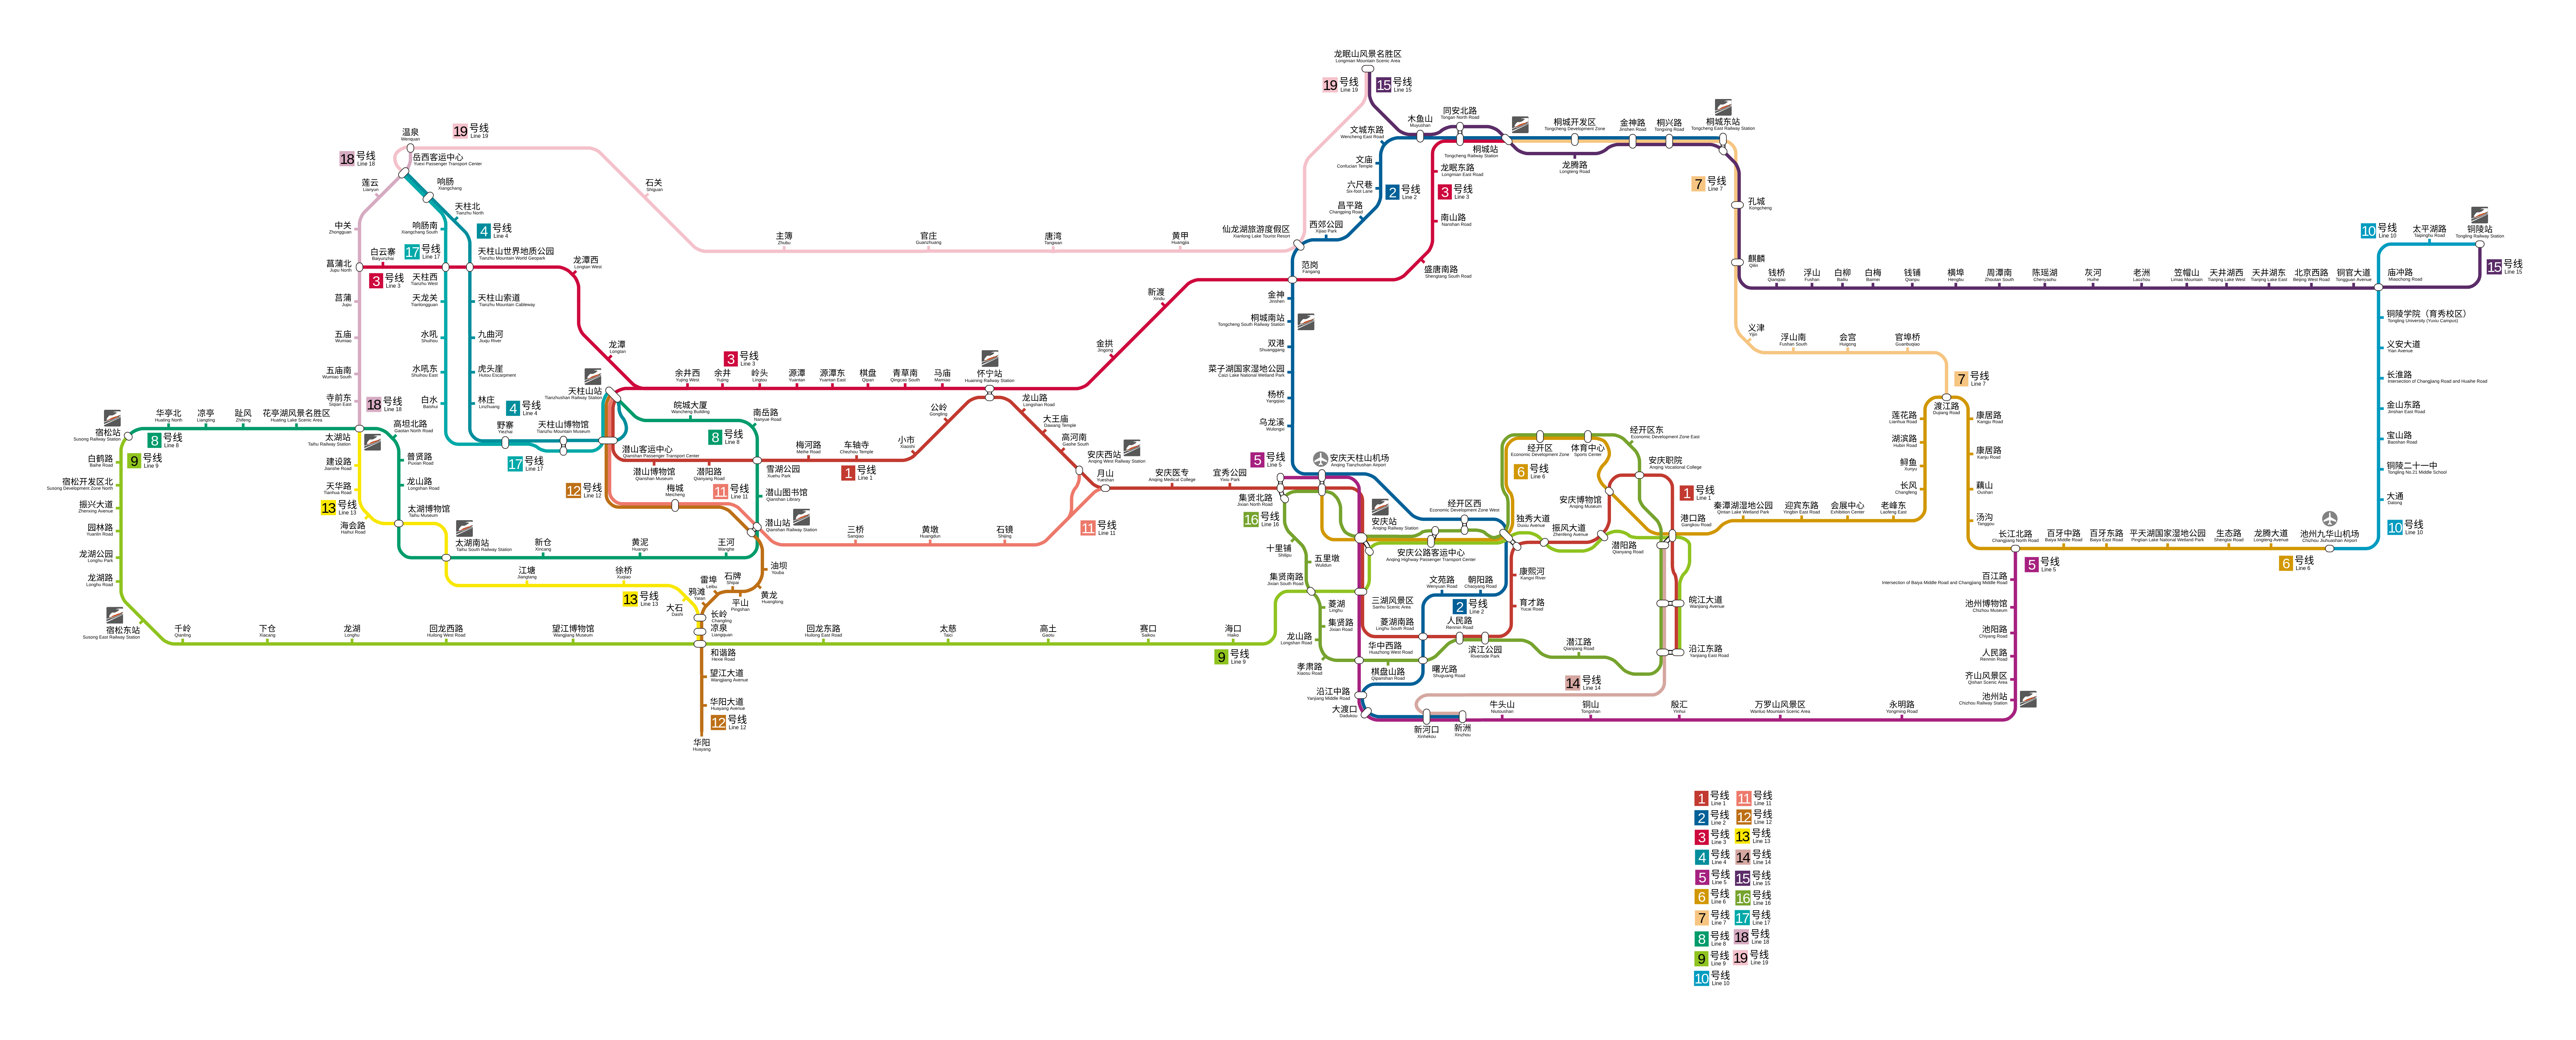 龙眠山风景名胜区
Longmian Mountain Scenic Area
19 号线
Line 19
15 号线
Line 15
温泉
Wenquan
19 号线
Line 19
18 号线
Line 18
岳西客运中心
Yuexi Passenger Transport Center
莲云
Lianyun
响肠
Xiangchang
天柱北
Tianzhu North
中关
Zhongguan
响肠南
Xiangchang South
4 号线
Line 4
17 号线
Line 17
白云寨
Baiyunzhai
天柱山世界地质公园
Tianzhu Mountain World Geopark
菖蒲北
Jupu North
3 号线
Line 3
天柱西
Tianzhu West
龙潭西
Longtan West
石关
Shiguan
主簿
Zhubu
官庄
Guanzhuang
唐湾
Tangwan
黄甲
Huangjia
仙龙湖旅游度假区
Xianlong Lake Tourist Resort
菖蒲
Jupu
天龙关
Tianlongguan
天柱山索道
Tianzhu Mountain Cableway
五庙
Wumiao
水吼
Shuihou
九曲河
Jiuqu River
五庙南
Wumiao South
水吼东
Shuihou East
虎头崖
Hutou Escarpment
寺前东
Siqian East
18 号线
Line 18
白水
Baishui
林庄
Linzhuang
4 号线
Line 4
野寨
Yezhai
天柱山博物馆
Tianzhu Mountain Museum
17 号线
Line 17
龙潭
Longtan
天柱山站
Tianzhushan Railway Station
3 号线
Line 3
余井西
Yujing West
余井
Yujing
岭头
Lingtou
源潭
Yuantan
源潭东
Yuantan East
棋盘
Qipan
青草南
Qingcao South
马庙
Mamiao
怀宁站
Huaining Railway Station
金拱
Jingong
新渡
Xindu
皖城大厦
Wancheng Building
南岳路
Nanyue Road
8 号线
Line 8
潜山客运中心
Qianshan Passenger Transport Center
潜山博物馆
Qianshan Museum
潜阳路
Qianyang Road
雪湖公园
Xuehu Park
梅河路
Meihe Road
车轴寺
Chezhou Temple
1 号线
Line 1
小市
Xiaoshi
公岭
Gongling
龙山路
Longshan Road
大王庙
Dawang Temple
高河南
Gaohe South
安庆西站
Anqing West Railway Station
月山
Yueshan
安庆医专
Anqing Medical College
宜秀公园
Yixiu Park
12 号线
Line 12
梅城
Meicheng
11 号线
Line 11
潜山图书馆
Qianshan Library
潜山站
Qianshan Railway Station
三桥
Sanqiao
黄墩
Huangdun
石镜
Shijing
11 号线
Line 11
宿松站
Susong Railway Station
华亭北
Huating North
凉亭
Liangting
趾风
Zhifeng
花亭湖风景名胜区
Huating Lake Scenic Area
8 号线
Line 8
9 号线
Line 9
太湖站
Taihu Railway Station
高坦北路
Gaotan North Road
白鹤路
Baihe Road
宿松开发区北
Susong Development Zone North
振兴大道
Zhenxing Avenue
园林路
Yuanlin Road
龙湖公园
Longhu Park
龙湖路
Longhu Road
宿松东站
Susong East Railway Station
建设路
Jianshe Road
天华路
Tianhua Road
13 号线
Line 13
海会路
Haihui Road
普贤路
Puxian Road
龙山路
Longshan Road
太湖博物馆
Taihu Museum
太湖南站
Taihu South Railway Station
新仓
Xincang
黄泥
Huangn
王河
Wanghe
江塘
Jiangtang
徐桥
Xuqiao
13 号线
Line 13
大石
Dashi
鸦滩
Yatan
雷埠
Leibu
石牌
Shipai
平山
Pingshan
黄龙
Huanglong
油坝
Youba
长岭
Changling
凉泉
Liangquan
千岭
Qianling
下仓
Xiacang
龙湖
Longhu
回龙西路
Huilong West Road
望江博物馆
Wangjiang Museum
和谐路
Hexie Road
回龙东路
Huilong East Road
太慈
Taici
高土
Gaotu
赛口
Saikou
海口
Haiko
9 号线
Line 9
望江大道
Wangjiang Avenue
华阳大道
Huayang Avenue
12 号线
Line 12
华阳
Huayang
木鱼山
Muyushan
同安北路
Tongan North Road
文城东路
Wencheng East Road
文庙
Confucian Temple
六尺巷
Six-foot Lane
2 号线
Line 2
昌平路
Changping Road
西郊公园
Xijiao Park
桐城站
Tongcheng Railway Station
龙眠东路
Longmian East Road
3 号线
Line 3
南山路
Nanshan Road
盛唐南路
Shengtang South Road
桐城开发区
Tongcheng Development Zone
龙腾路
Longteng Road
金神路
Jinshen Road
桐兴路
Tongxing Road
桐城东站
Tongcheng East Railway Station
7 号线
Line 7
孔城
Kongcheng
麒麟
Qilin
钱桥
Qianqiao
浮山
Fushan
白柳
Bailiu
白梅
Baimei
钱铺
Qianpu
横埠
Hengbu
周潭南
Zhoutan South
陈瑶湖
Chenyaohu
灰河
Huihe
老洲
Laozhou
笠帽山
Limao Mountain
天井湖西
Tianjing Lake West
天井湖东
Tianjing Lake East
北京西路
Beijing West Road
铜官大道
Tongguan Avenue
庙冲路
Miaochong Road
10 号线
Line 10
太平湖路
Taipinghu Road
铜陵站
Tongling Railway Station
15 号线
Line 15
铜陵学院（育秀校区）
Tongling University (Yuxiu Campus)
义安大道
Yian Avenue
长淮路
Intersection of Changjiang Road and Huaihe Road
金山东路
Jinshan East Road
宝山路
Baoshan Road
铜陵二十一中
Tongling No.21 Middle School
大通
Datong
10 号线
Line 10
义津
Yijin
浮山南
Fushan South
会宫
Huigong
官埠桥
Guanbuqiao
7 号线
Line 7
渡江路
Dujiang Road
莲花路
Lianhua Road
湖滨路
Hubin Road
鲟鱼
Xunyu
长风
Changfeng
康居路
Kangju Road
康居路
Kanju Road
藕山
Oushan
汤沟
Tanggou
范岗
Fangang
金神
Jinshen
桐城南站
Tongcheng South Railway Station
双港
Shuanggang
菜子湖国家湿地公园
Caizi Lake National Wetland Park
杨桥
Yangqiao
乌龙溪
Wulongxi
5 号线
Line 5
安庆天柱山机场
Anqing Tianzhushan Airport
集贤北路
Jixian North Road
16 号线
Line 16
十里铺
Shilipu
五里墩
Wulidun
集贤南路
Jixian South Road
安庆站
Anqing Railway Station
安庆公路客运中心
Anqing Highway Passenger Transport Center
经开区西
Economic Development Zone West
独秀大道
Duxiu Avenue
6 号线
Line 6
经开区
Economic Development Zone
体育中心
Sports Center
经开区东
Economic Development Zone East
安庆职院
Anqing Vocational College
安庆博物馆
Anqing Museum
振风大道
Zhenfeng Avenue
1 号线
Line 1
港口路
Gangkou Road
潜阳路
Qianyang Road
秦潭湖湿地公园
Qintan Lake Wetland Park
迎宾东路
Yingbin East Road
会展中心
Exhibition Center
老峰东
Laofeng East
皖江大道
Wanjiang Avenue
沿江东路
Yanjiang East Road
菱湖
Linghu
集贤路
Jixian Road
龙山路
Longshan Road
孝肃路
Xiaosu Road
三湖风景区
Sanhu Scenic Area
菱湖南路
Linghu South Road
华中西路
Huazhong West Road
棋盘山路
Qipanshan Road
文苑路
Wenyuan Road
朝阳路
Chaoyang Road
2 号线
Line 2
人民路
Renmin Road
滨江公园
Riverside Park
康熙河
Kangxi River
育才路
Yucai Road
曙光路
Shuguang Road
潜江路
Qianjiang Road
14 号线
Line 14
沿江中路
Yanjiang Middle Road
大渡口
Dadukou
新河口
Xinhekou
新洲
Xinzhou
牛头山
Niutoushan
铜山
Tongshan
殷汇
Yinhui
万罗山风景区
Wanluo Mountain Scenic Area
永明路
Yongming Road
长江北路
Changjiang North Road
5 号线
Line 5
百牙中路
Baiya Middle Road
百牙东路
Baiya East Road
平天湖国家湿地公园
Pingtian Lake National Wetland Park
生态路
Shengtai Road
龙腾大道
Longteng Avenue
6 号线
Line 6
池州九华山机场
Chizhou Jiuhuashan Airport
百江路
Intersection of Baiya Middle Road and Changjiang Middle Road
池州博物馆
Chizhou Museum
池阳路
Chiyang Road
人民路
Renmin Road
齐山风景区
Qishan Scenic Area
池州站
Chizhou Railway Station
1 号线
Line 1
11 号线
Line 11
2 号线
Line 2
12 号线
Line 12
3 号线
Line 3
13 号线
Line 13
4 号线
Line 4
14 号线
Line 14
5 号线
Line 5
15 号线
Line 15
6 号线
Line 6
16 号线
Line 16
7 号线
Line 7
17 号线
Line 17
8 号线
Line 8
18 号线
Line 18
9 号线
Line 9
19 号线
Line 19
10 号线
Line 10